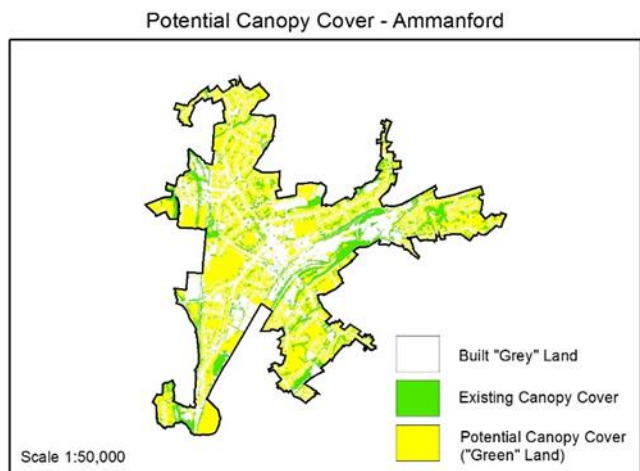 Potential Canopy Cover - Ammanford
Built "Grey" Land
Existing Canopy Cover
Potential Canopy Cover
("Green" Land)
Scale 1:50,000